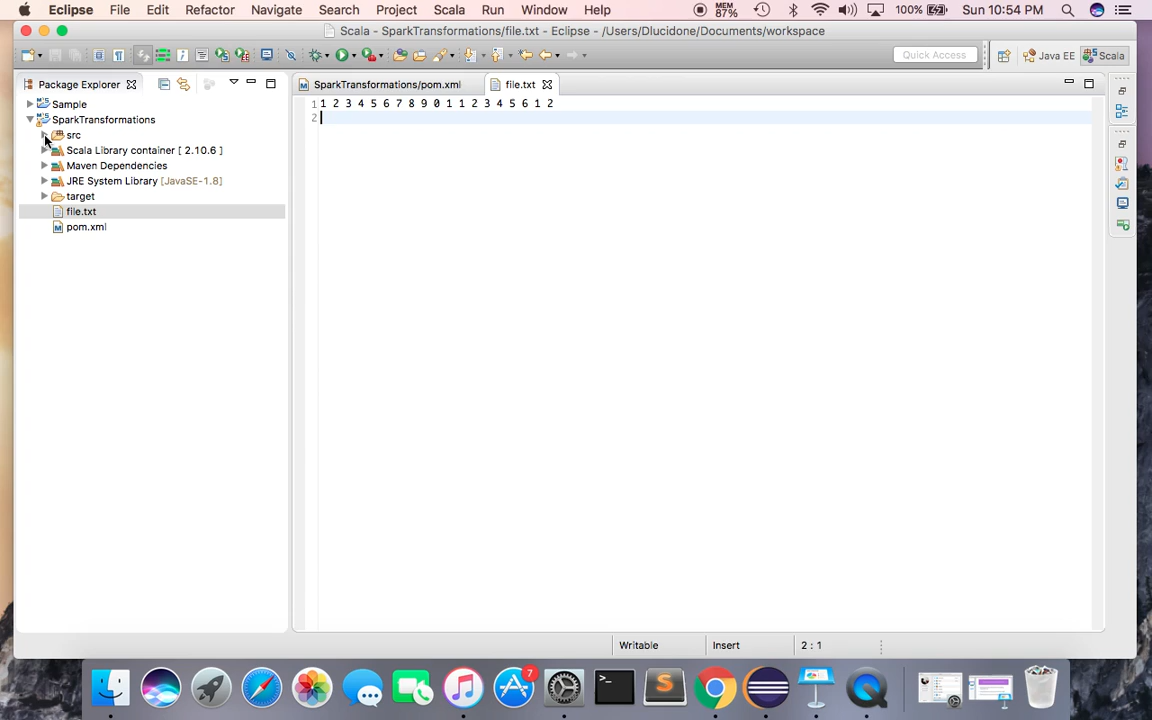 Eclipse File Edit Refactor Navigate Search Project Scala Run Window Help MEM 87% 100% Sun 10:54 PM
Scala - SparkTransformations/file.txt - Eclipse - /Users/Dlucidone/Documents/workspace
Quick Access Java EE Scala
Package Explorer SparkTransformations/pom.xml file.txt
Sample
SparkTransformations
src
Scala Library container [ 2.10.6 ]
Maven Dependencies
JRE System Library [JavaSE-1.8]
target
file.txt
pom.xml
1 1 2 3 4 5 6 7 8 9 0 1 1 2 3 4 5 6 1 2
2
Writable Insert 2 : 1
7